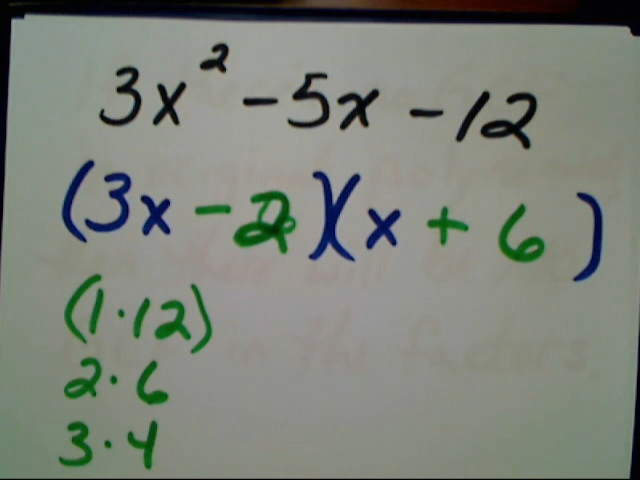 3x² - 5x - 12
(3x - 2)(x + 6)
(1·12)
2·6
3·4